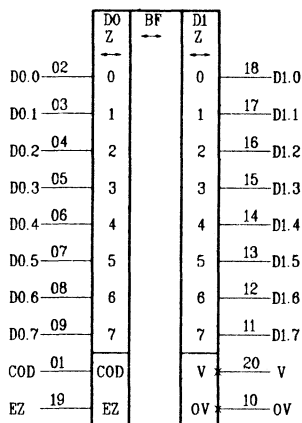 D0 BF D1
Z ↔ Z
↔ ↔
D0.0 02 0 0 18 D1.0
D0.1 03 1 1 17 D1.1
D0.2 04 2 2 16 D1.2
D0.3 05 3 3 15 D1.3
D0.4 06 4 4 14 D1.4
D0.5 07 5 5 13 D1.5
D0.6 08 6 6 12 D1.6
D0.7 09 7 7 11 D1.7
COD 01 COD V 20 V
EZ 19 EZ OV 10 OV